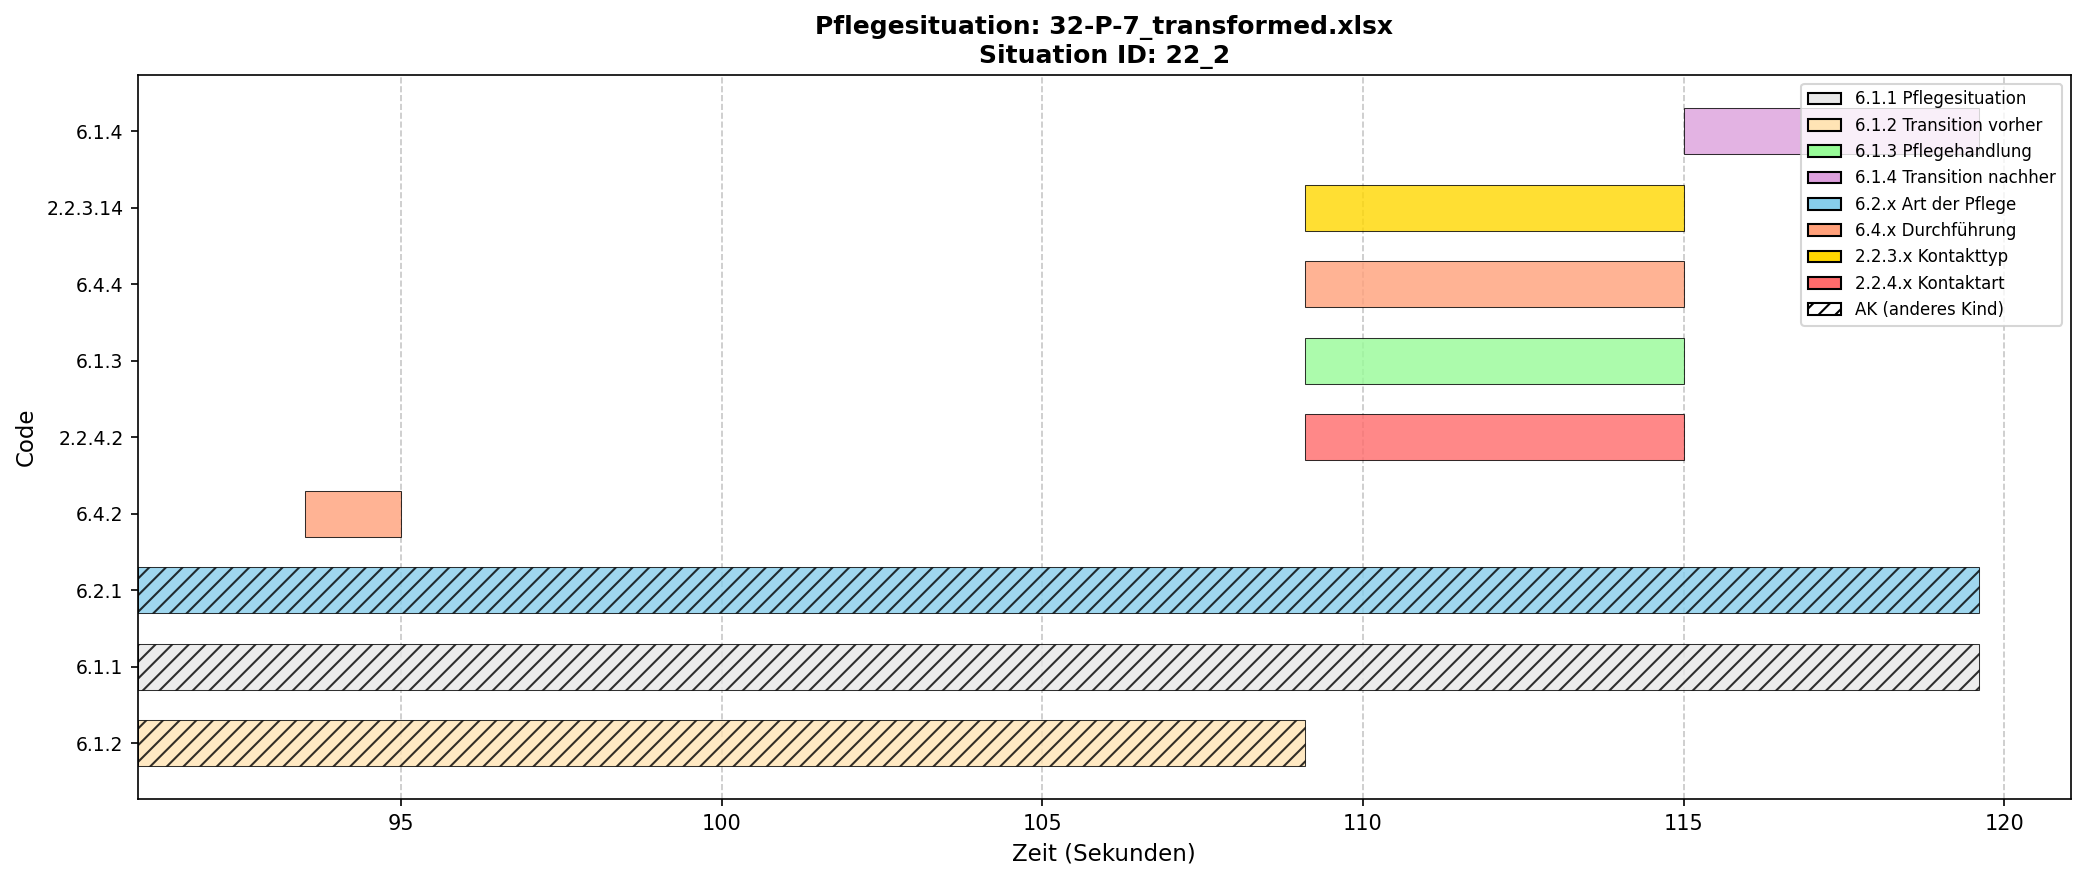 Pflegesituation: 32-P-7_transformed.xlsx
Situation ID: 22_2
6.1.4
2.2.3.14
6.4.4
6.1.3
2.2.4.2
6.4.2
6.2.1
6.1.1
6.1.2
Code
6.1.1 Pflegesituation
6.1.2 Transition vorher
6.1.3 Pflegehandlung
6.1.4 Transition nachher
6.2.x Art der Pflege
6.4.x Durchführung
2.2.3.x Kontakttyp
2.2.4.x Kontaktart
AK (anderes Kind)
95 100 105 110 115 120
Zeit (Sekunden)